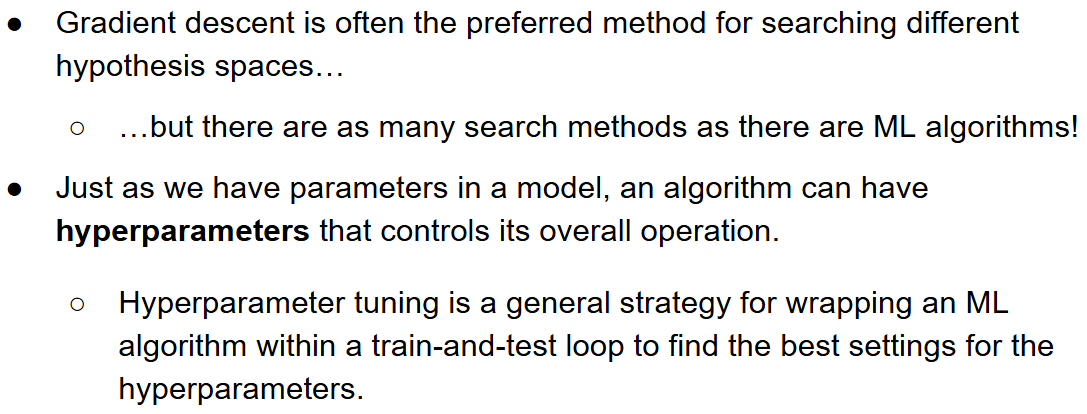 ● Gradient descent is often the preferred method for searching different
hypothesis spaces…
○ …but there are as many search methods as there are ML algorithms!
● Just as we have parameters in a model, an algorithm can have
hyperparameters that controls its overall operation.
○ Hyperparameter tuning is a general strategy for wrapping an ML
algorithm within a train-and-test loop to find the best settings for the
hyperparameters.